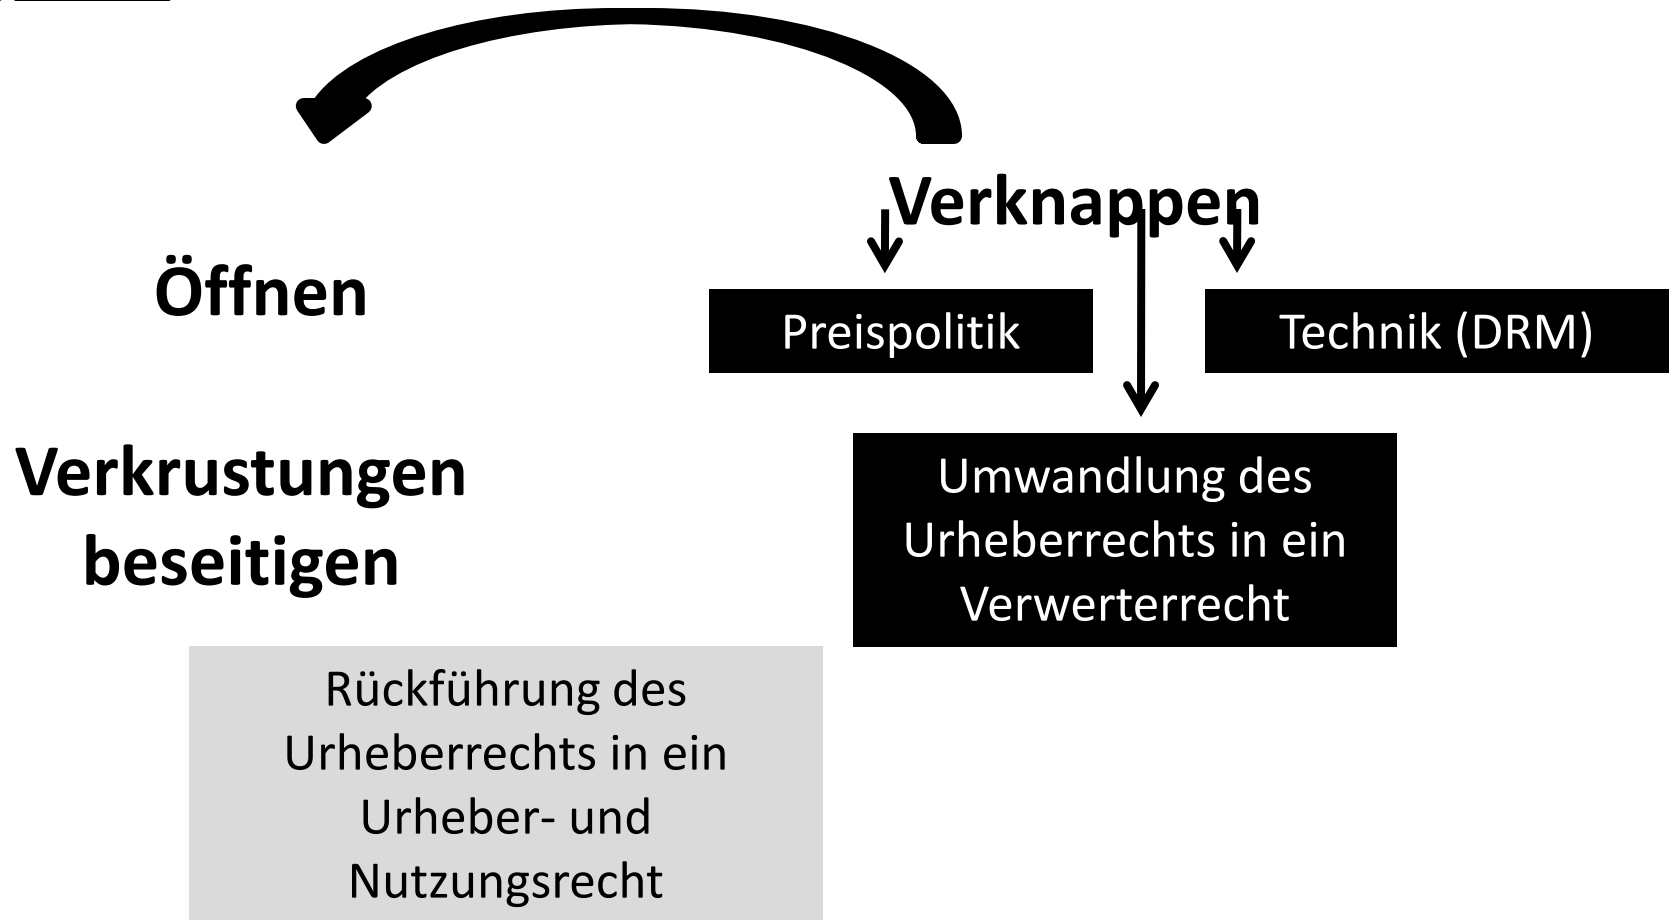 Verknappen
Öffnen
Preispolitik
Technik (DRM)
Verkrustungen
beseitigen
Umwandlung des
Urheberrechts in ein
Verwerterrecht
Rückführung des
Urheberrechts in ein
Urheber- und
Nutzungsrecht